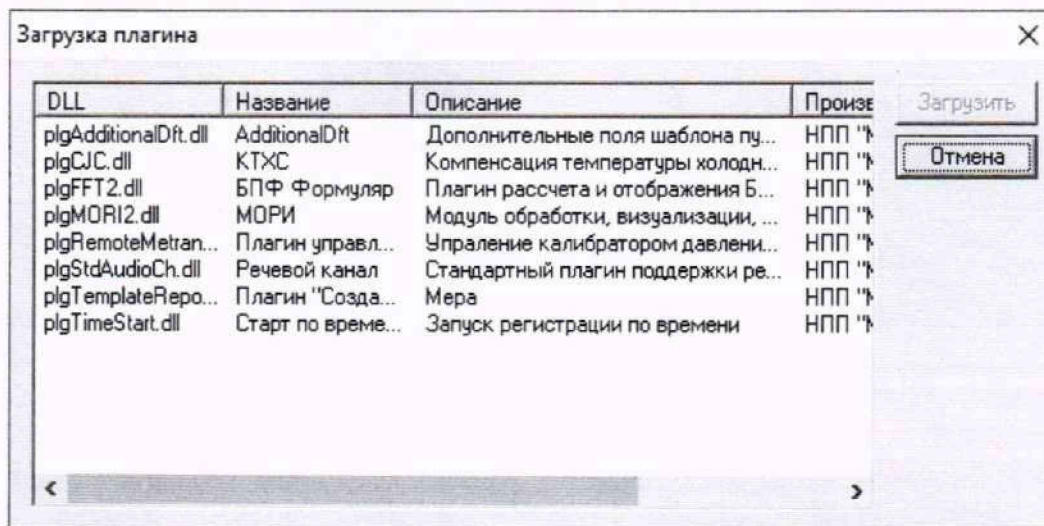 Загрузка плагина
DLL Название Описание Произв
plgAdditionalDft.dll AdditionalDft Дополнительные поля шаблона пу... НПП "М
plgCJC.dll КТХС Компенсация температуры холодн... НПП "М
plgFFT2.dll БПФ Формуляр Плагин рассчета и отображения Б... НПП "М
plgMORI2.dll МОРИ Модуль обработки, визуализации, ... НПП "М
plgRemoteMetran... Плагин управл... Упраление калибратором давлени... НПП "М
plgStdAudioCh.dll Речевой канал Стандартный плагин поддержки ре... НПП "М
plgTemplateRepo... Плагин "Созда... Мера НПП "М
plgTimeStart.dll Старт по време... Запуск регистрации по времени НПП "М
Загрузить
Отмена